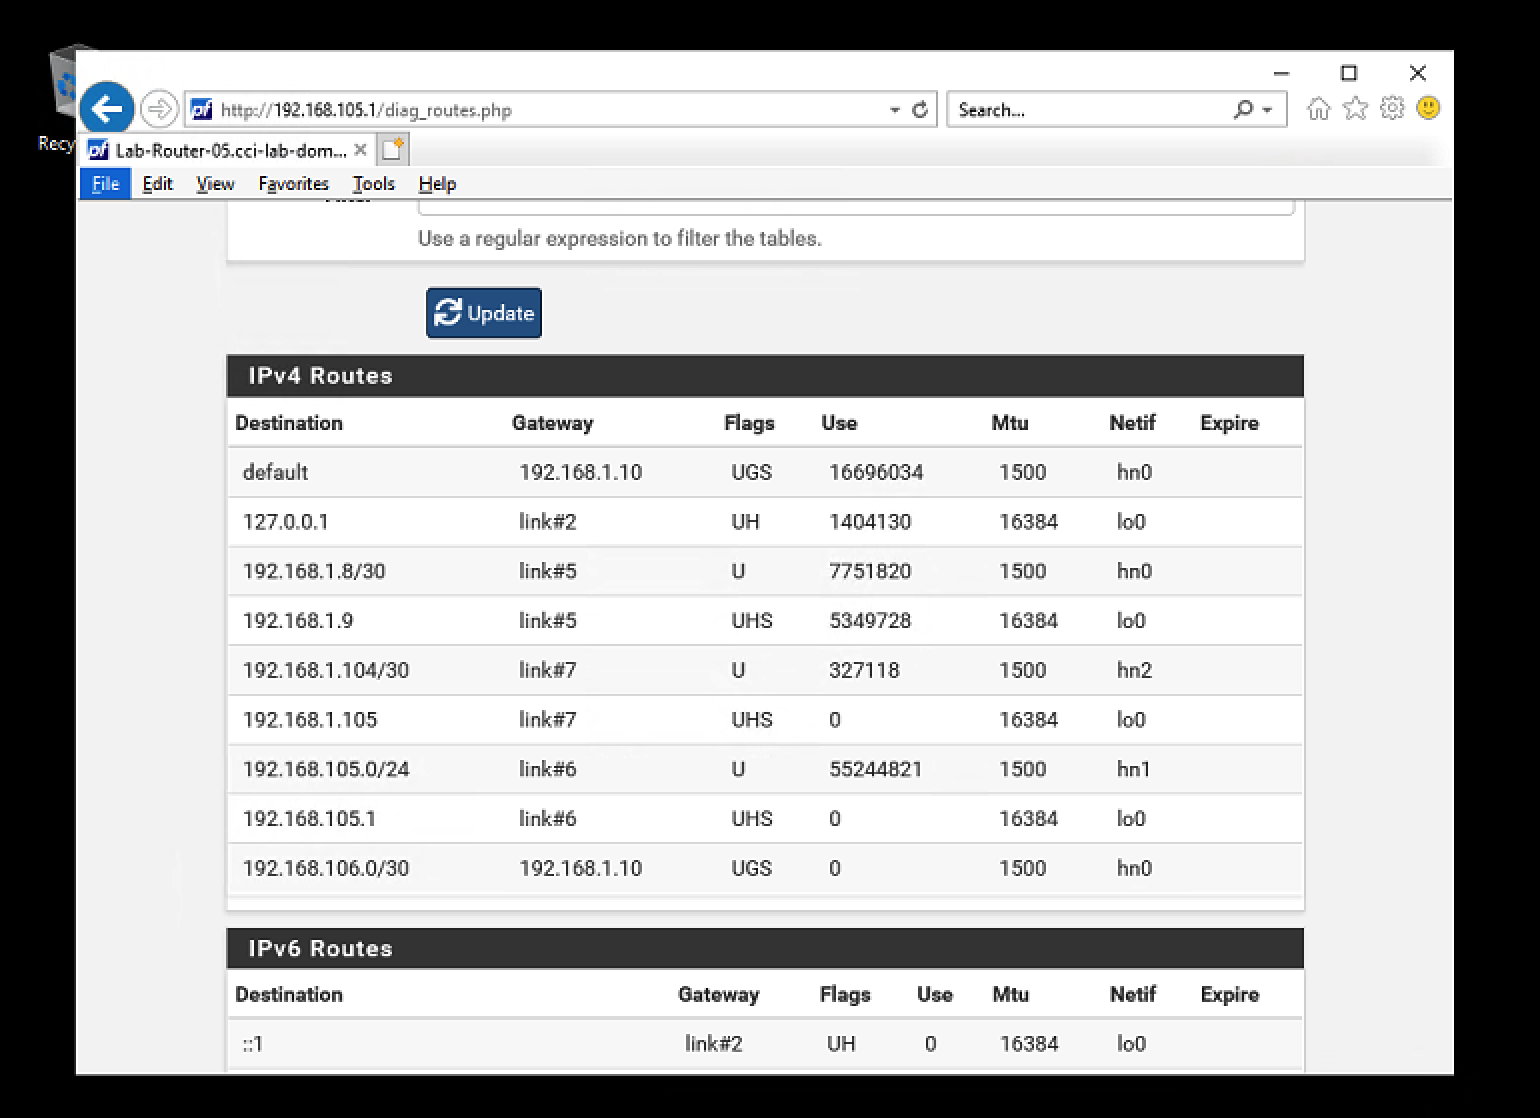 Recy
http://192.168.105.1/diag_routes.php
Search...
pf Lab-Router-05.cci-lab-dom...
File Edit View Favorites Tools Help
Use a regular expression to filter the tables.
Update
IPv4 Routes
Destination Gateway Flags Use Mtu Netif Expire
default 192.168.1.10 UGS 16696034 1500 hn0
127.0.0.1 link#2 UH 1404130 16384 lo0
192.168.1.8/30 link#5 U 7751820 1500 hn0
192.168.1.9 link#5 UHS 5349728 16384 lo0
192.168.1.104/30 link#7 U 327118 1500 hn2
192.168.1.105 link#7 UHS 0 16384 lo0
192.168.105.0/24 link#6 U 55244821 1500 hn1
192.168.105.1 link#6 UHS 0 16384 lo0
192.168.106.0/30 192.168.1.10 UGS 0 1500 hn0
IPv6 Routes
Destination Gateway Flags Use Mtu Netif Expire
::1 link#2 UH 0 16384 lo0